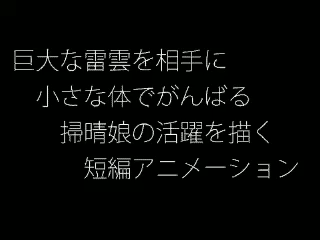 巨大な雷雲を相手に
小さな体でがんばる
掃晴娘の活躍を描く
短編アニメーション